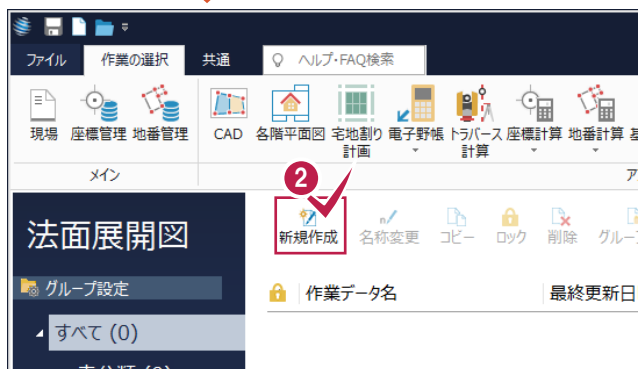 ファイル 作業の選択 共通 ヘルプ・FAQ検索
現場 座標管理 地番管理 CAD 各階平面図 宅地割り計画 電子野帳 トラバース計算 座標計算 地番計算
メイン
2
法面展開図
新規作成 名称変更 コピー ロック 削除 グルー
グループ設定
作業データ名 最終更新日
すべて (0)